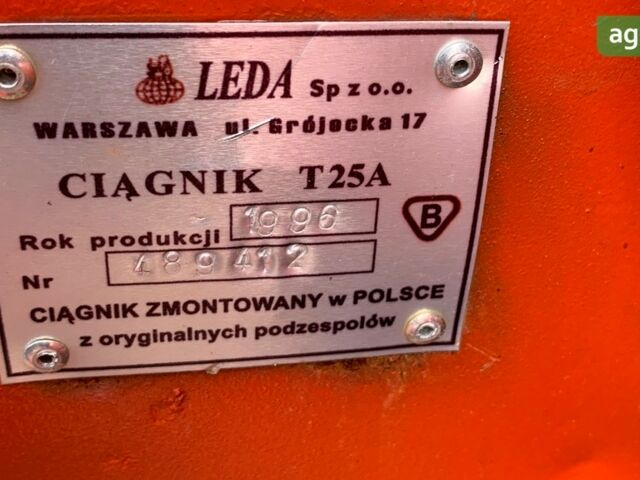 LEDA Sp z o.o.
WARSZAWA ul. Grójecka 17
CIĄGNIK T25A
Rok produkcji 1996
B
Nr 489412
CIĄGNIK ZMONTOWANY w POLSCE
z oryginalnych podzespołów
ag